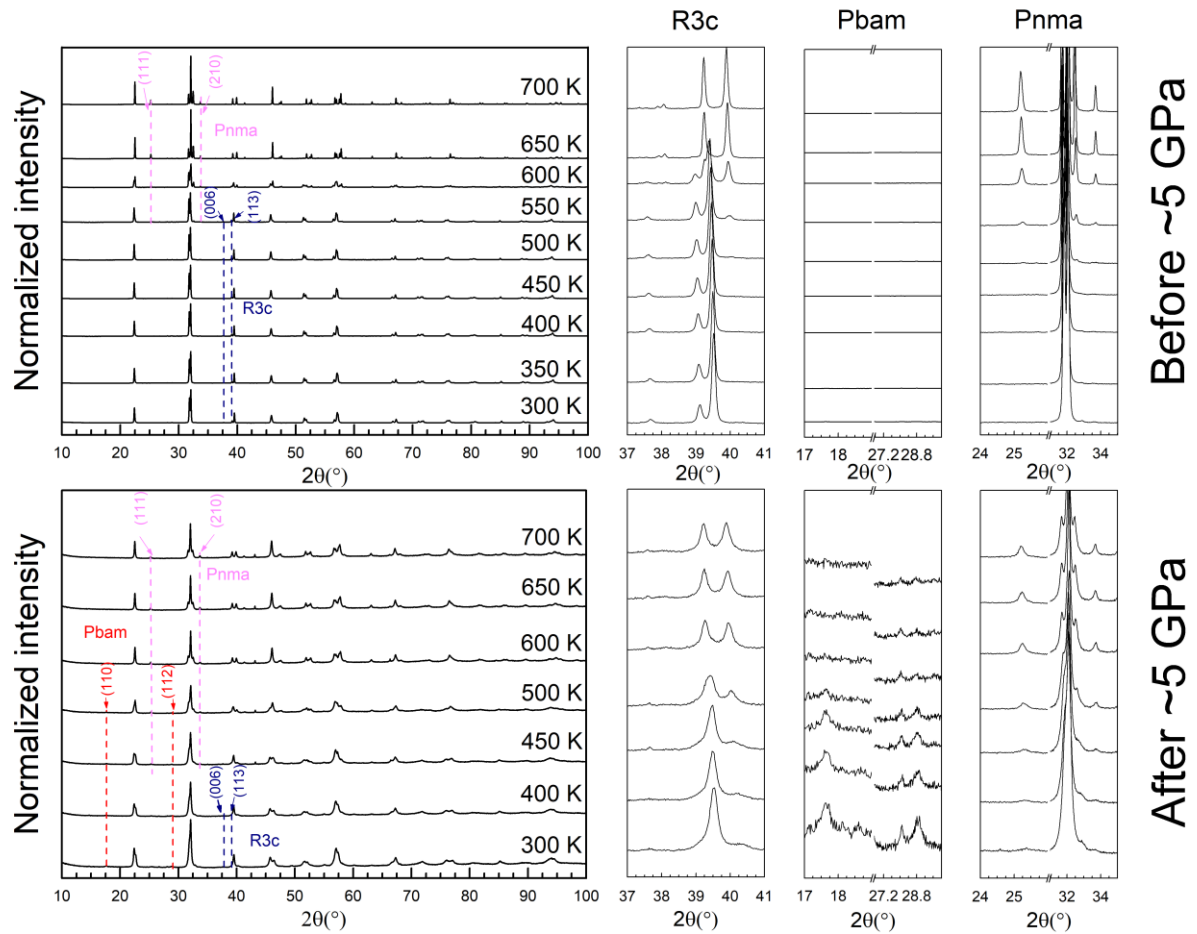 R3c Pbam Pnma
(111)
(210)
700 K
Pnma
650 K
600 K
(006)
(113)
550 K
500 K
450 K
R3c
400 K
350 K
300 K
Normalized intensity
10 20 30 40 50 60 70 80 90 100
2θ(°)
37 38 39 40 41
2θ(°)
17 18 27.2 28.8
2θ(°)
24 25 32 34
2θ(°)
Before ~5 GPa
(111)
(210)
700 K
Pnma
650 K
Pbam
600 K
(110)
(112)
500 K
450 K
(006)
(113)
400 K
R3c
300 K
Normalized intensity
10 20 30 40 50 60 70 80 90 100
2θ(°)
37 38 39 40 41
2θ(°)
17 18 27.2 28.8
2θ(°)
24 25 32 34
2θ(°)
After ~5 GPa